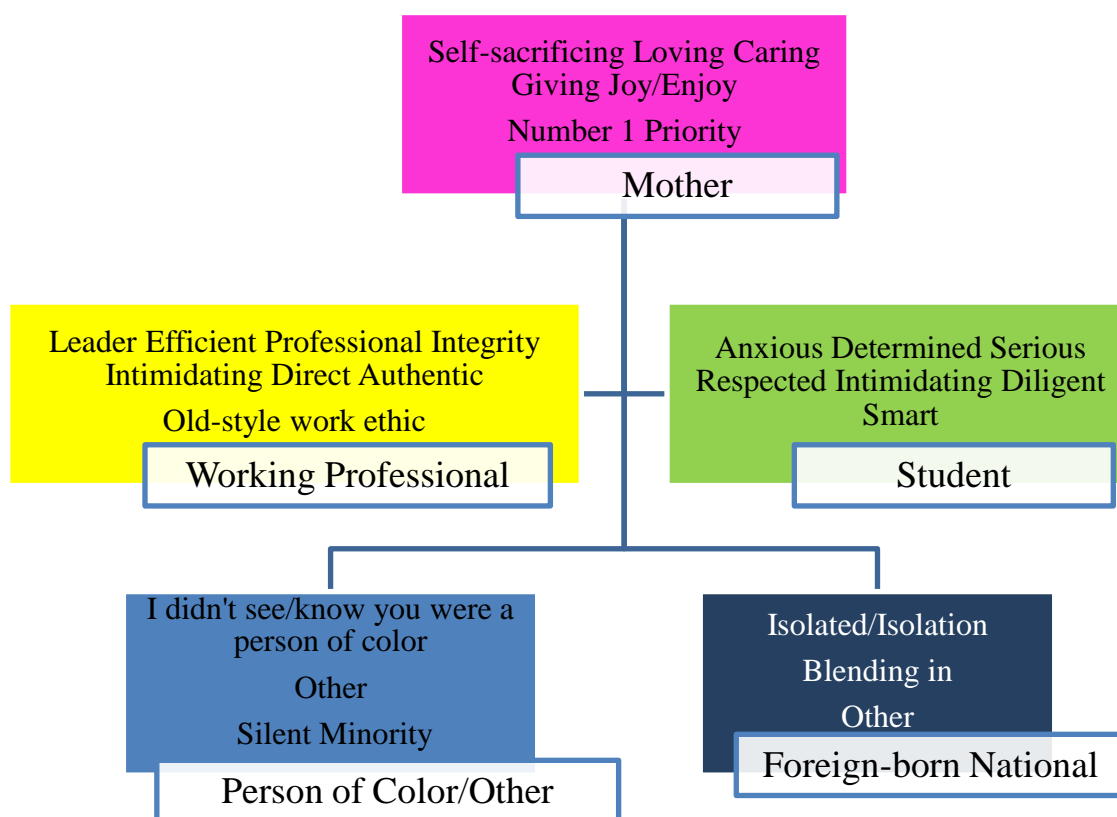 Self-sacrificing Loving Caring
Giving Joy/Enjoy
Number 1 Priority
Mother
Leader Efficient Professional Integrity
Intimidating Direct Authentic
Old-style work ethic
Working Professional
Anxious Determined Serious
Respected Intimidating Diligent
Smart
Student
I didn't see/know you were a
person of color
Other
Silent Minority
Person of Color/Other
Isolated/Isolation
Blending in
Other
Foreign-born National